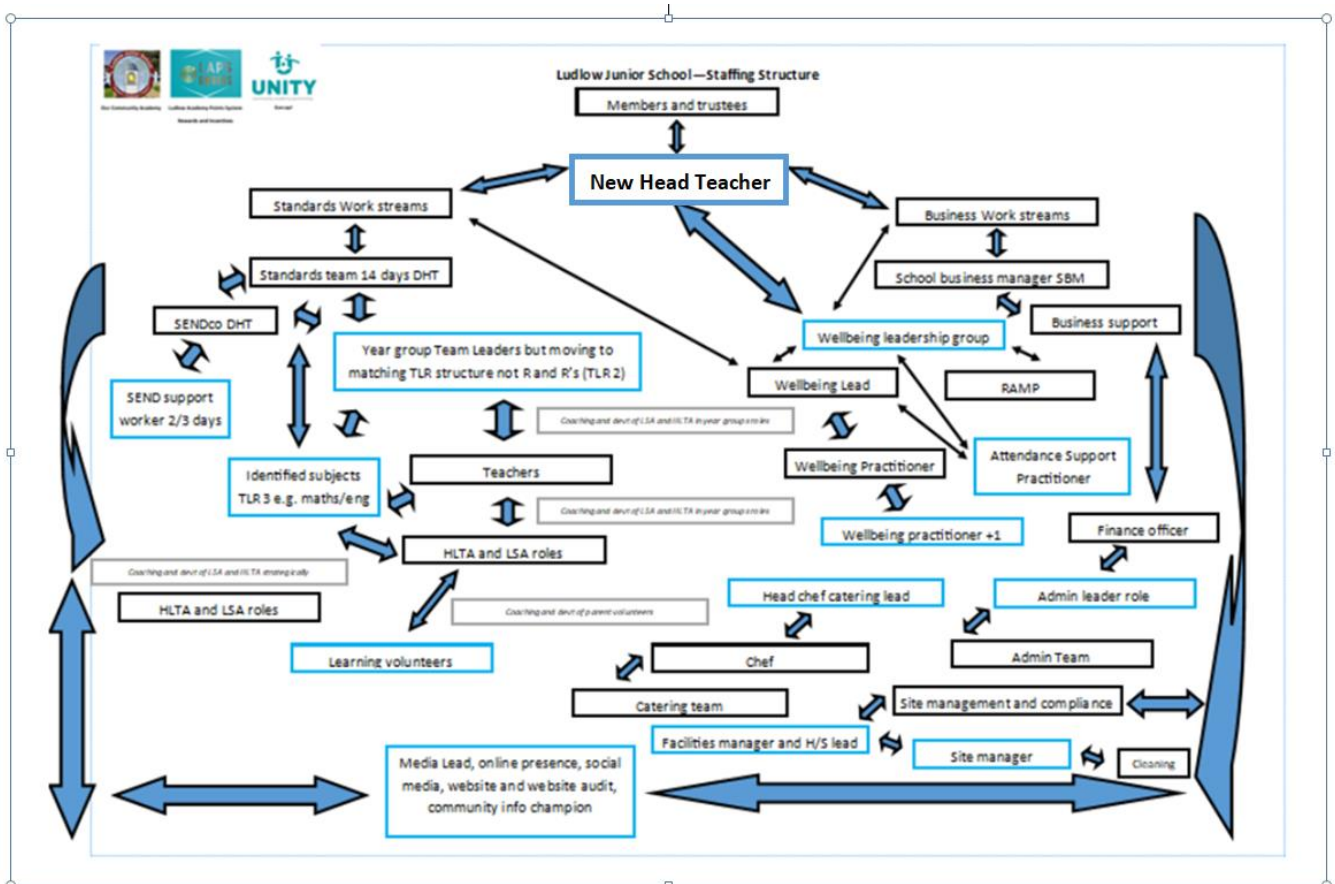 UNITY
Our Community Academy
Ludlow Academy Points System
Rewards and Incentives
Ludlow Junior School—Staffing Structure
Members and trustees
New Head Teacher
Standards Work streams
Business Work streams
Standards team 14 days DHT
School business manager SBM
SENDco DHT
Business support
Wellbeing leadership group
Year group Team Leaders but moving to
matching TLR structure not R and R's (TLR 2)
Wellbeing Lead
RAMP
SEND support
worker 2/3 days
Coaching and devt of LSA and HLTA in year groups roles
Identified subjects
TLR 3 e.g. maths/eng
Teachers
Wellbeing Practitioner
Attendance Support
Practitioner
Coaching and devt of LSA and HLTA in year groups roles
Wellbeing practitioner +1
Finance officer
HLTA and LSA roles
Coaching and devt of LSA and HLTA strategically
HLTA and LSA roles
Coaching and devt of parent volunteers
Head chef catering lead
Admin leader role
Learning volunteers
Chef
Admin Team
Catering team
Site management and compliance
Facilities manager and H/S lead
Site manager
Cleaning
Media Lead, online presence, social
media, website and website audit,
community info champion